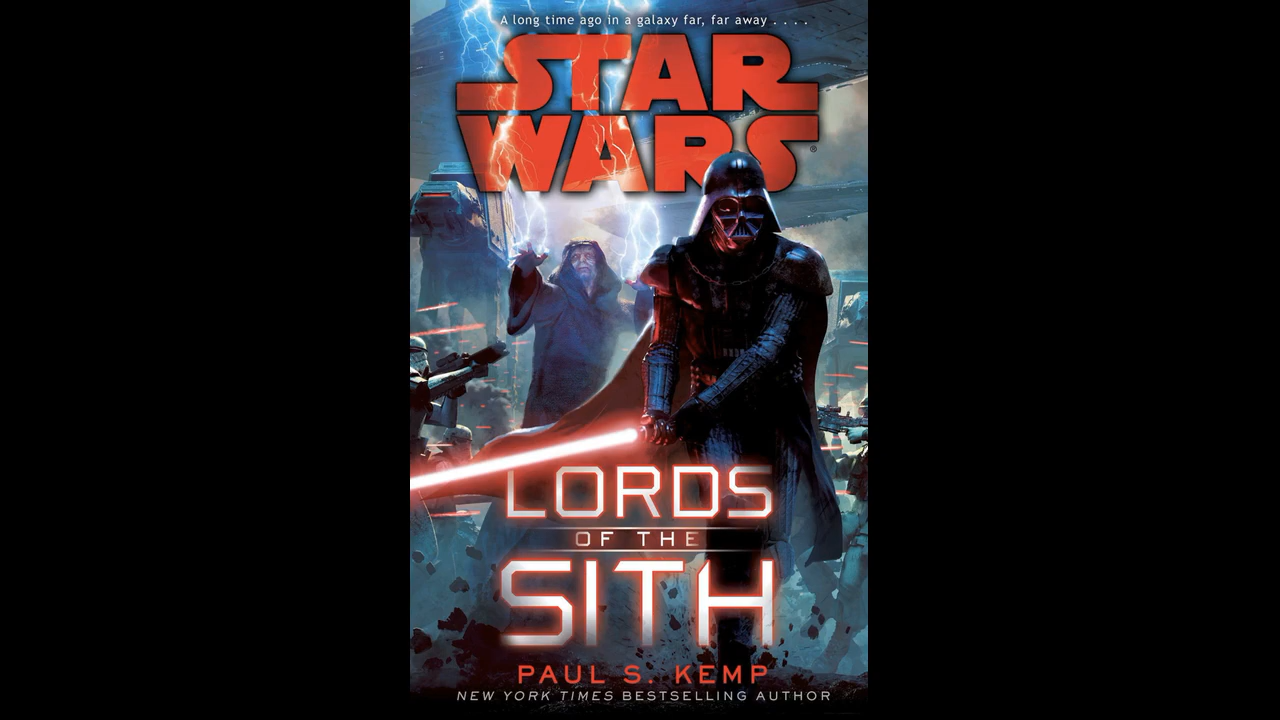 A long time ago in a galaxy far, far away . . . .
STAR
WARS®
LORDS
OF THE
SITH
PAUL S. KEMP
NEW YORK TIMES BESTSELLING AUTHOR